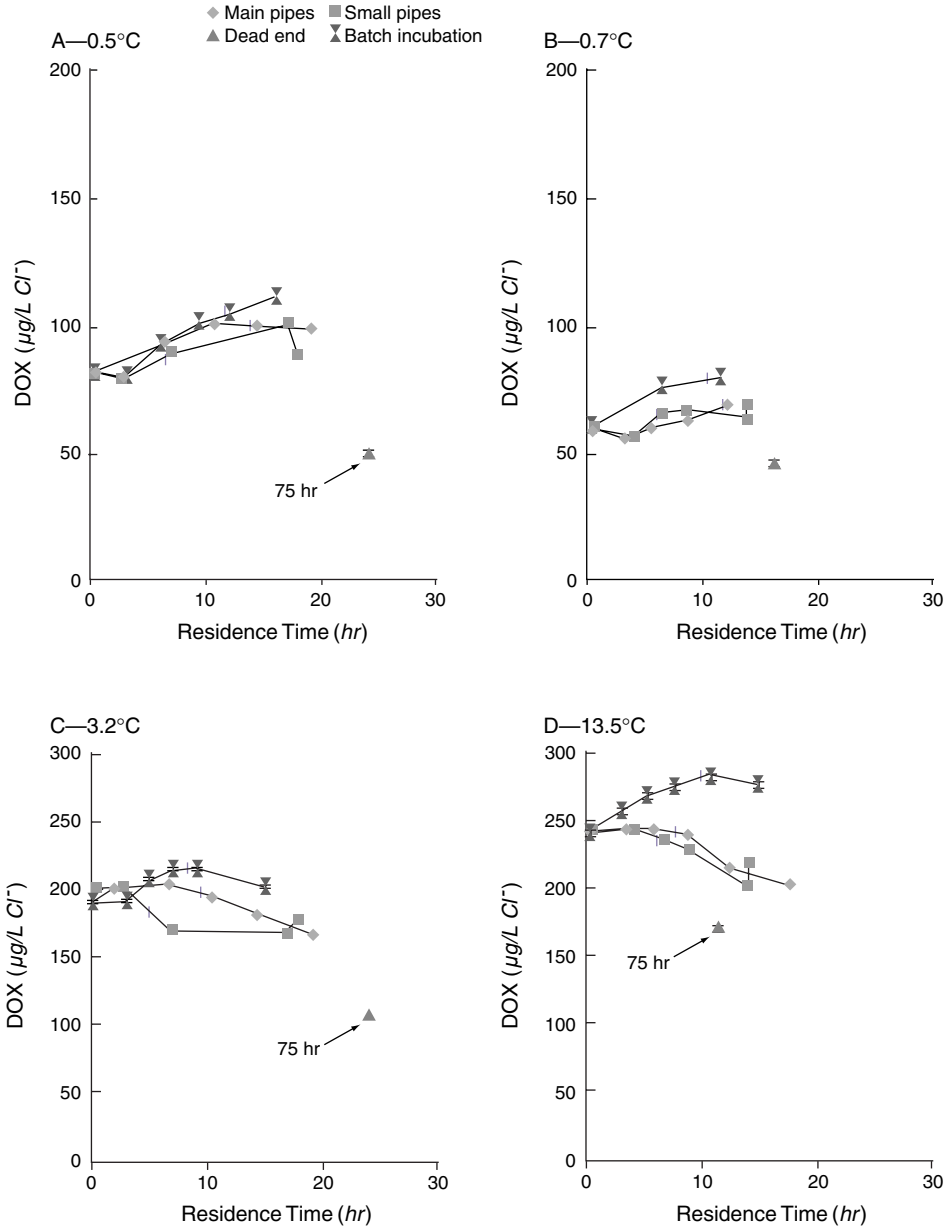 Main pipes Small pipes
Dead end Batch incubation
A—0.5°C
200
150
100
50
0
0 10 20 30
DOX (µg/L Cl⁻)
Residence Time (hr)
75 hr
B—0.7°C
200
150
100
50
0
0 10 20 30
DOX (µg/L Cl⁻)
Residence Time (hr)
C—3.2°C
300
250
200
150
100
50
0
0 10 20 30
DOX (µg/L Cl⁻)
Residence Time (hr)
75 hr
D—13.5°C
300
250
200
150
100
50
0
0 10 20 30
DOX (µg/L Cl⁻)
Residence Time (hr)
75 hr